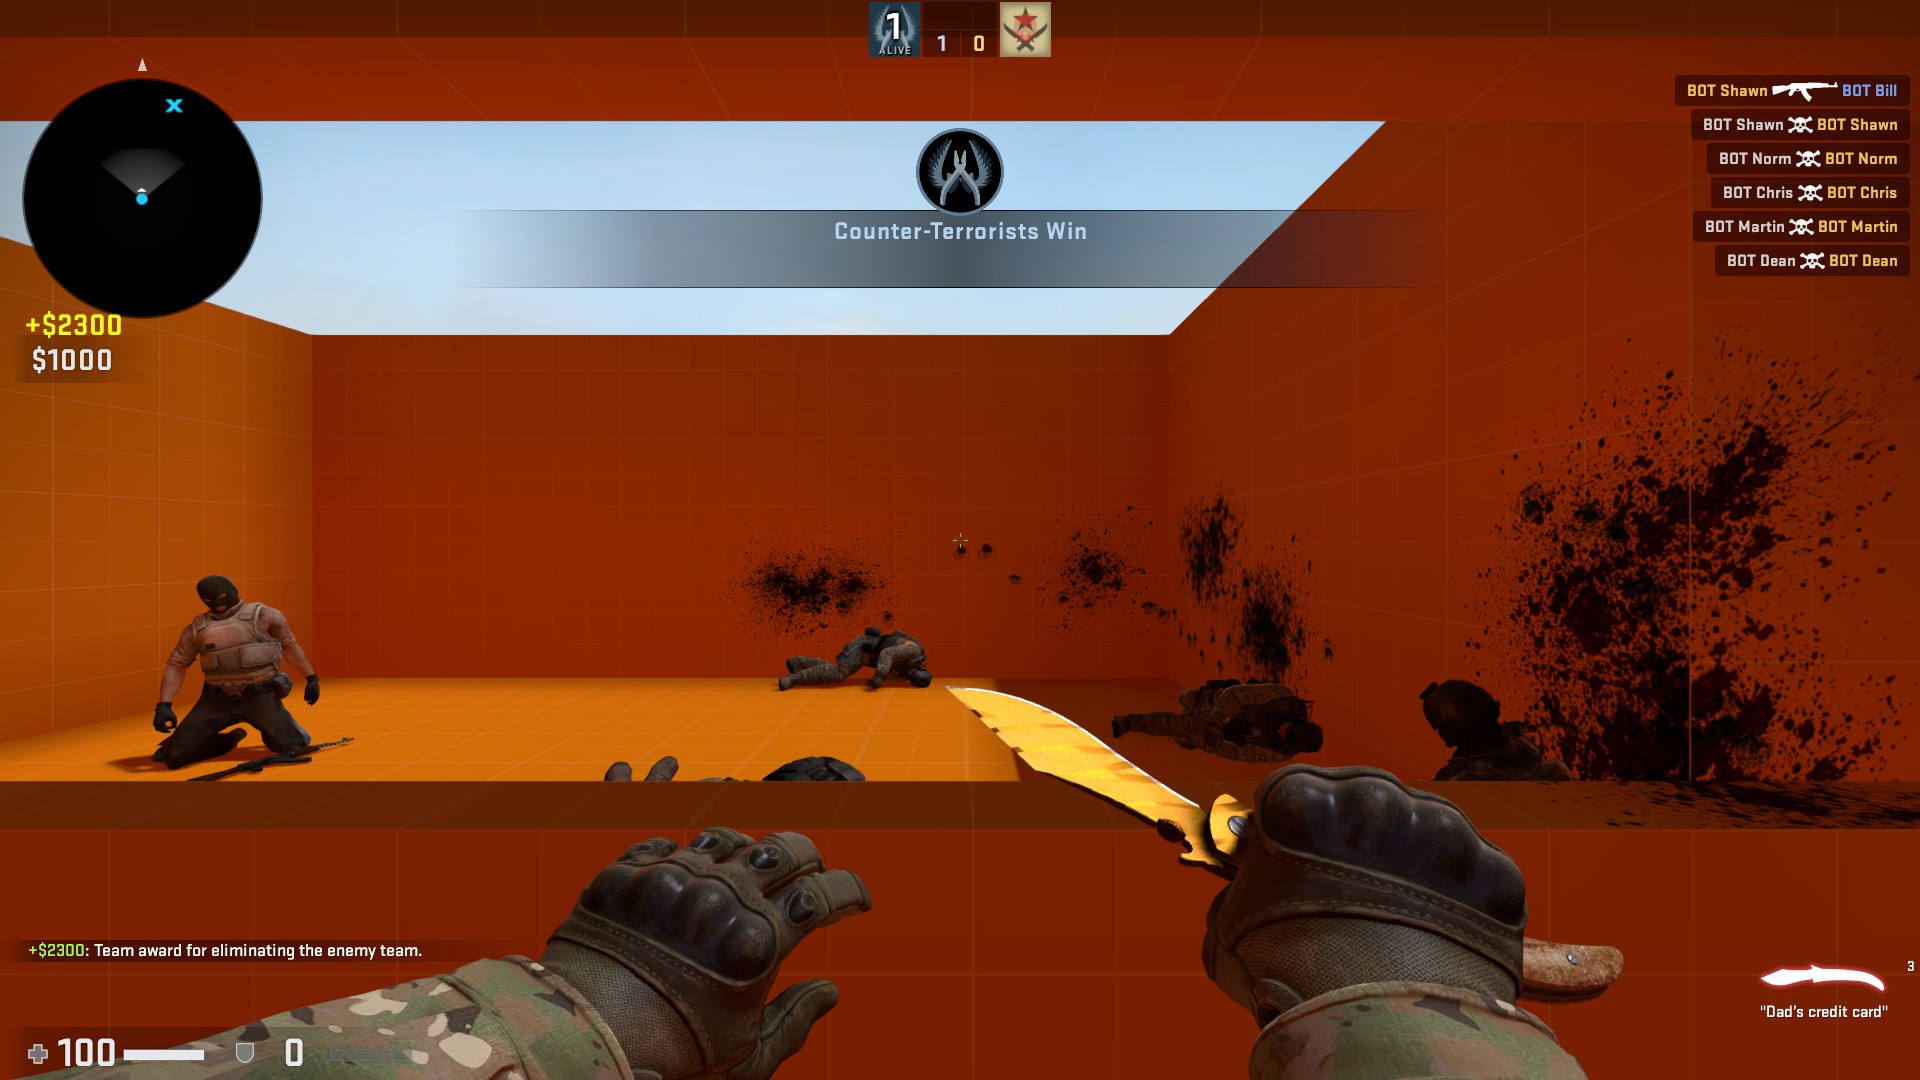 1
ALIVE
1 0
BOT Shawn BOT Bill
BOT Shawn BOT Shawn
BOT Norm BOT Norm
BOT Chris BOT Chris
BOT Martin BOT Martin
BOT Dean BOT Dean
Counter-Terrorists Win
+$2300
$1000
+$2300: Team award for eliminating the enemy team.
3
"Dad's credit card"
100 0